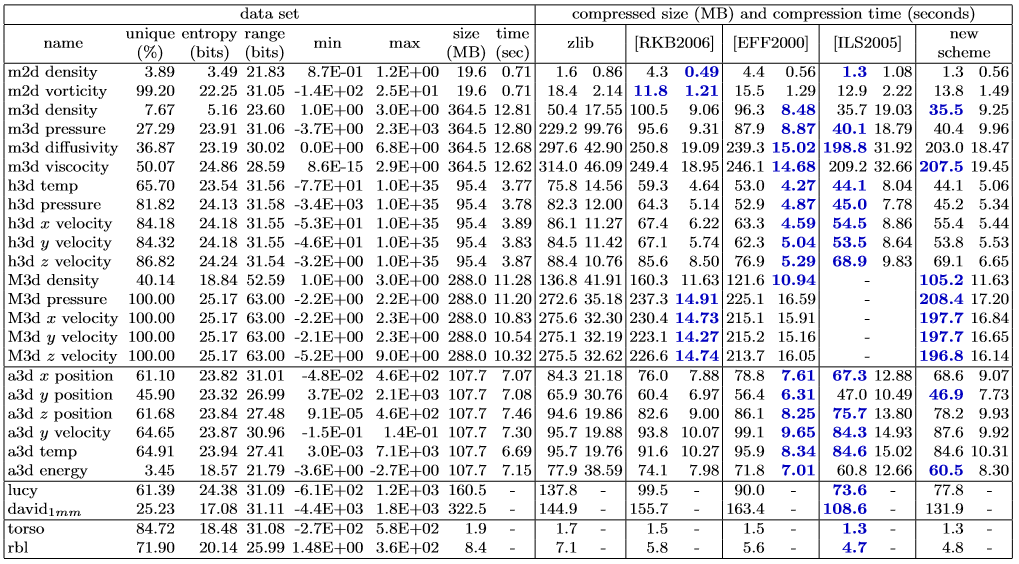 data set compressed size (MB) and compression time (seconds)
name unique (%) entropy (bits) range (bits) min max size (MB) time (sec) zlib [RKB2006] [EFF2000] [ILS2005] new scheme
m2d density 3.89 3.49 21.83 8.7E-01 1.2E+00 19.6 0.71 1.6 0.86 4.3 0.49 4.4 0.56 1.3 1.08 1.3 0.56
m2d vorticity 99.20 22.25 31.05 -1.4E+02 2.5E+01 19.6 0.71 18.4 2.14 11.8 1.21 15.5 1.29 12.9 2.22 13.8 1.49
m3d density 7.67 5.16 23.60 1.0E+00 3.0E+00 364.5 12.81 50.4 17.55 100.5 9.06 96.3 8.48 35.7 19.03 35.5 9.25
m3d pressure 27.29 23.91 31.06 -3.7E+00 2.3E+03 364.5 12.80 229.2 99.76 95.6 9.31 87.9 8.87 40.1 18.79 40.4 9.96
m3d diffusivity 36.87 23.19 30.02 0.0E+00 6.8E+00 364.5 12.68 297.6 42.90 250.8 19.09 239.3 15.02 198.8 31.92 203.0 18.47
m3d viscocity 50.07 24.86 28.59 8.6E-15 2.9E+00 364.5 12.62 314.0 46.09 249.4 18.95 246.1 14.68 209.2 32.66 207.5 19.45
h3d temp 65.70 23.54 31.56 -7.7E+01 1.0E+35 95.4 3.77 75.8 14.56 59.3 4.64 53.0 4.27 44.1 8.04 44.1 5.06
h3d pressure 81.82 24.13 31.58 -3.4E+03 1.0E+35 95.4 3.78 82.3 12.00 64.3 5.14 52.9 4.87 45.0 7.78 45.2 5.34
h3d x velocity 84.18 24.18 31.55 -5.3E+01 1.0E+35 95.4 3.89 86.1 11.27 67.4 6.22 63.3 4.59 54.5 8.86 55.4 5.44
h3d y velocity 84.32 24.18 31.55 -4.6E+01 1.0E+35 95.4 3.83 84.5 11.42 67.1 5.74 62.3 5.04 53.5 8.64 53.8 5.53
h3d z velocity 86.82 24.24 31.54 -3.2E+00 1.0E+35 95.4 3.87 88.4 10.76 85.6 8.50 76.9 5.29 68.9 9.83 69.1 6.65
M3d density 40.14 18.84 52.59 1.0E+00 3.0E+00 288.0 11.28 136.8 41.91 160.3 11.63 121.6 10.94 - 105.2 11.63
M3d pressure 100.00 25.17 63.00 -2.2E+00 2.2E+00 288.0 11.20 272.6 35.18 237.3 14.91 225.1 16.59 - 208.4 17.20
M3d x velocity 100.00 25.17 63.00 -2.2E+00 2.3E+00 288.0 10.83 275.6 32.30 230.4 14.73 215.1 15.91 - 197.7 16.84
M3d y velocity 100.00 25.17 63.00 -2.1E+00 2.3E+00 288.0 10.54 275.1 32.19 223.1 14.27 215.2 15.16 - 197.7 16.65
M3d z velocity 100.00 25.17 63.00 -5.2E+00 9.0E+00 288.0 10.32 275.5 32.62 226.6 14.74 213.7 16.05 - 196.8 16.14
a3d x position 61.10 23.82 31.01 -4.8E-02 4.6E+02 107.7 7.07 84.3 21.18 76.0 7.88 78.8 7.61 67.3 12.88 68.6 9.07
a3d y position 45.90 23.32 26.99 3.7E-02 2.1E+03 107.7 7.08 65.9 30.76 60.4 6.97 56.4 6.31 47.0 10.49 46.9 7.73
a3d z position 61.68 23.84 27.48 9.1E-05 4.6E+02 107.7 7.46 94.6 19.86 82.6 9.00 86.1 8.25 75.7 13.80 78.2 9.93
a3d y velocity 64.65 23.87 30.96 -1.5E-01 1.4E-01 107.7 7.30 95.7 19.88 93.8 10.07 99.1 9.65 84.3 14.93 87.6 9.92
a3d temp 64.91 23.94 27.41 3.0E-03 7.1E+03 107.7 6.69 95.7 19.76 91.6 10.27 95.9 8.34 84.6 15.02 84.6 10.31
a3d energy 3.45 18.57 21.79 -3.6E+00 -2.7E+00 107.7 7.15 77.9 38.59 74.1 7.98 71.8 7.01 60.8 12.66 60.5 8.30
lucy 61.39 24.38 31.09 -6.1E+02 1.2E+03 160.5 - 137.8 - 99.5 - 90.0 - 73.6 - 77.8 -
david1mm 25.23 17.08 31.11 -4.4E+03 1.8E+03 322.5 - 144.9 - 155.7 - 163.4 - 108.6 - 131.9 -
torso 84.72 18.48 31.08 -2.7E+02 5.8E+02 1.9 - 1.7 - 1.5 - 1.5 - 1.3 - 1.3 -
rbl 71.90 20.14 25.99 1.48E+00 3.6E+02 8.4 - 7.1 - 5.8 - 5.6 - 4.7 - 4.8 -